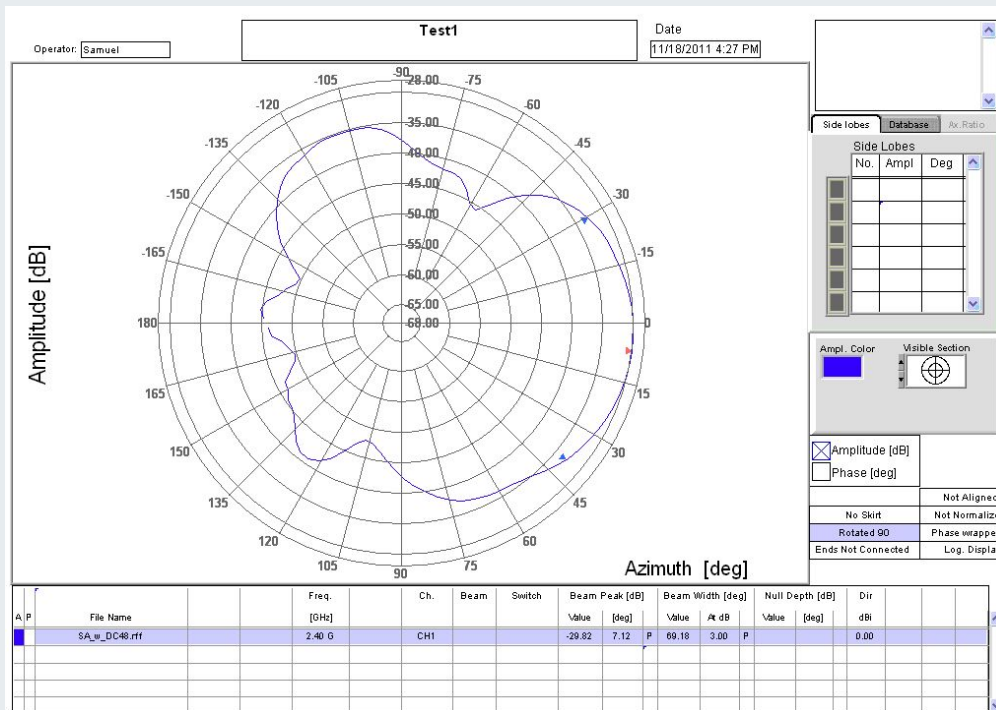 Test1
Date
Operator: Samuel
11/18/2011 4:27 PM
-90
-105
-75
-120
-60
-135
-45
-150
-30
-165
-15
180
0
165
15
150
30
135
45
120
60
105
75
90
-28.00
-35.00
-40.00
-45.00
-50.00
-55.00
-60.00
-65.00
-68.00
Amplitude [dB]
Azimuth [deg]
Side lobes Database Ax.Ratio
Side Lobes
No. Ampl Deg
Ampl. Color Visible Section
Amplitude [dB]
Phase [deg]
Not Aligned
No Skirt Not Normalize
Rotated 90 Phase wrappe
Ends Not Connected Log. Displa
Freq. Ch. Beam Switch Beam Peak [dB] Beam Width [deg] Null Depth [dB] Dir
A P File Name [GHz] Value [deg] Value At dB Value [deg] dBi
SA_w_DC48.rff 2.40 G CH1 -29.82 7.12 P 69.18 3.00 P 0.00